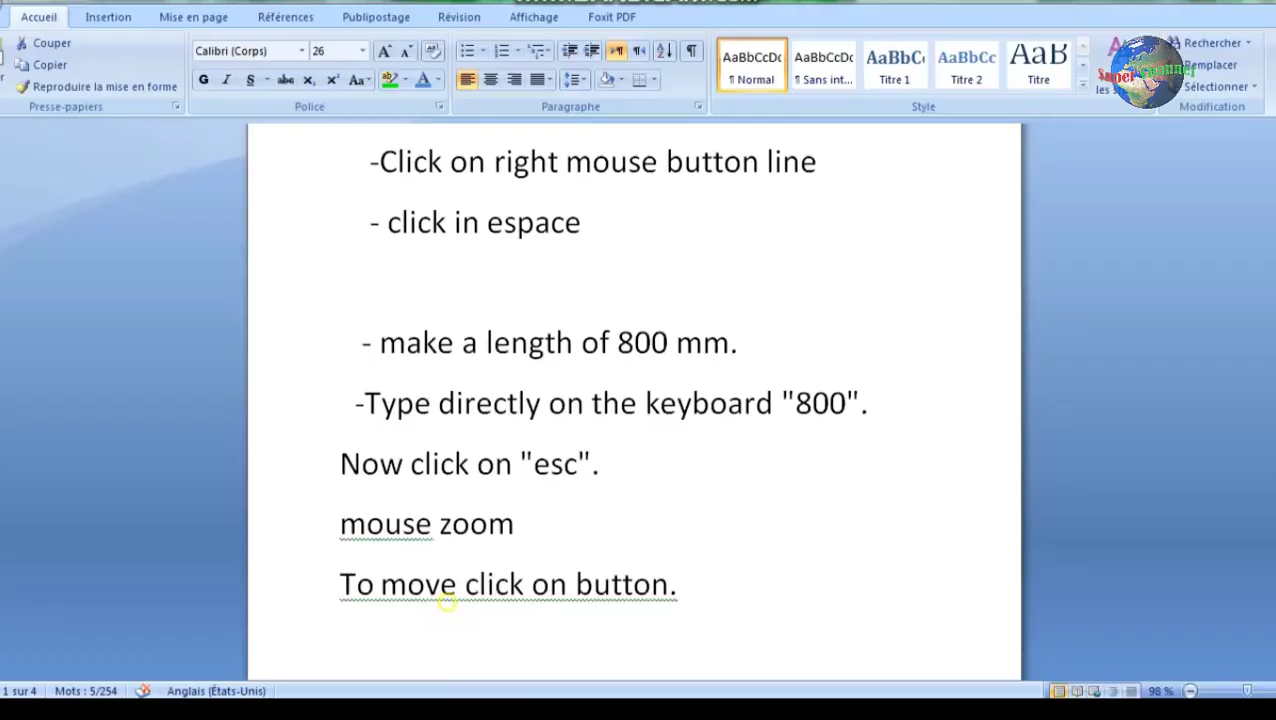 Accueil Insertion Mise en page Références Publipostage Révision Affichage Foxit PDF
Couper
Copier
Reproduire la mise en forme
Presse-papiers
Calibri (Corps) 26
Police
Paragraphe
AaBbCcDc AaBbCcDc AaBbC AaBbCc AaB
¶ Normal ¶ Sans int... Titre 1 Titre 2 Titre
Style
Super Channel
les
Rechercher
Remplacer
Sélectionner
Modification
-Click on right mouse button line
- click in espace
- make a length of 800 mm.
-Type directly on the keyboard "800".
Now click on "esc".
mouse zoom
To move click on button.
1 sur 4 Mots : 5/254 Anglais (États-Unis) 98 %